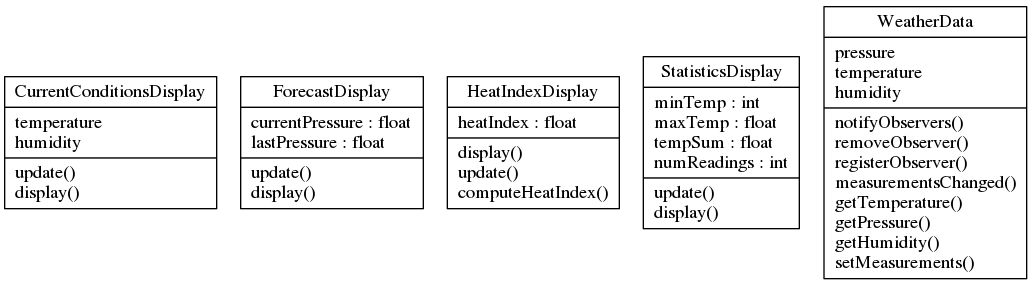 CurrentConditionsDisplay
temperature
humidity
update()
display()
ForecastDisplay
currentPressure : float
lastPressure : float
update()
display()
HeatIndexDisplay
heatIndex : float
display()
update()
computeHeatIndex()
StatisticsDisplay
minTemp : int
maxTemp : float
tempSum : float
numReadings : int
update()
display()
WeatherData
pressure
temperature
humidity
notifyObservers()
removeObserver()
registerObserver()
measurementsChanged()
getTemperature()
getPressure()
getHumidity()
setMeasurements()